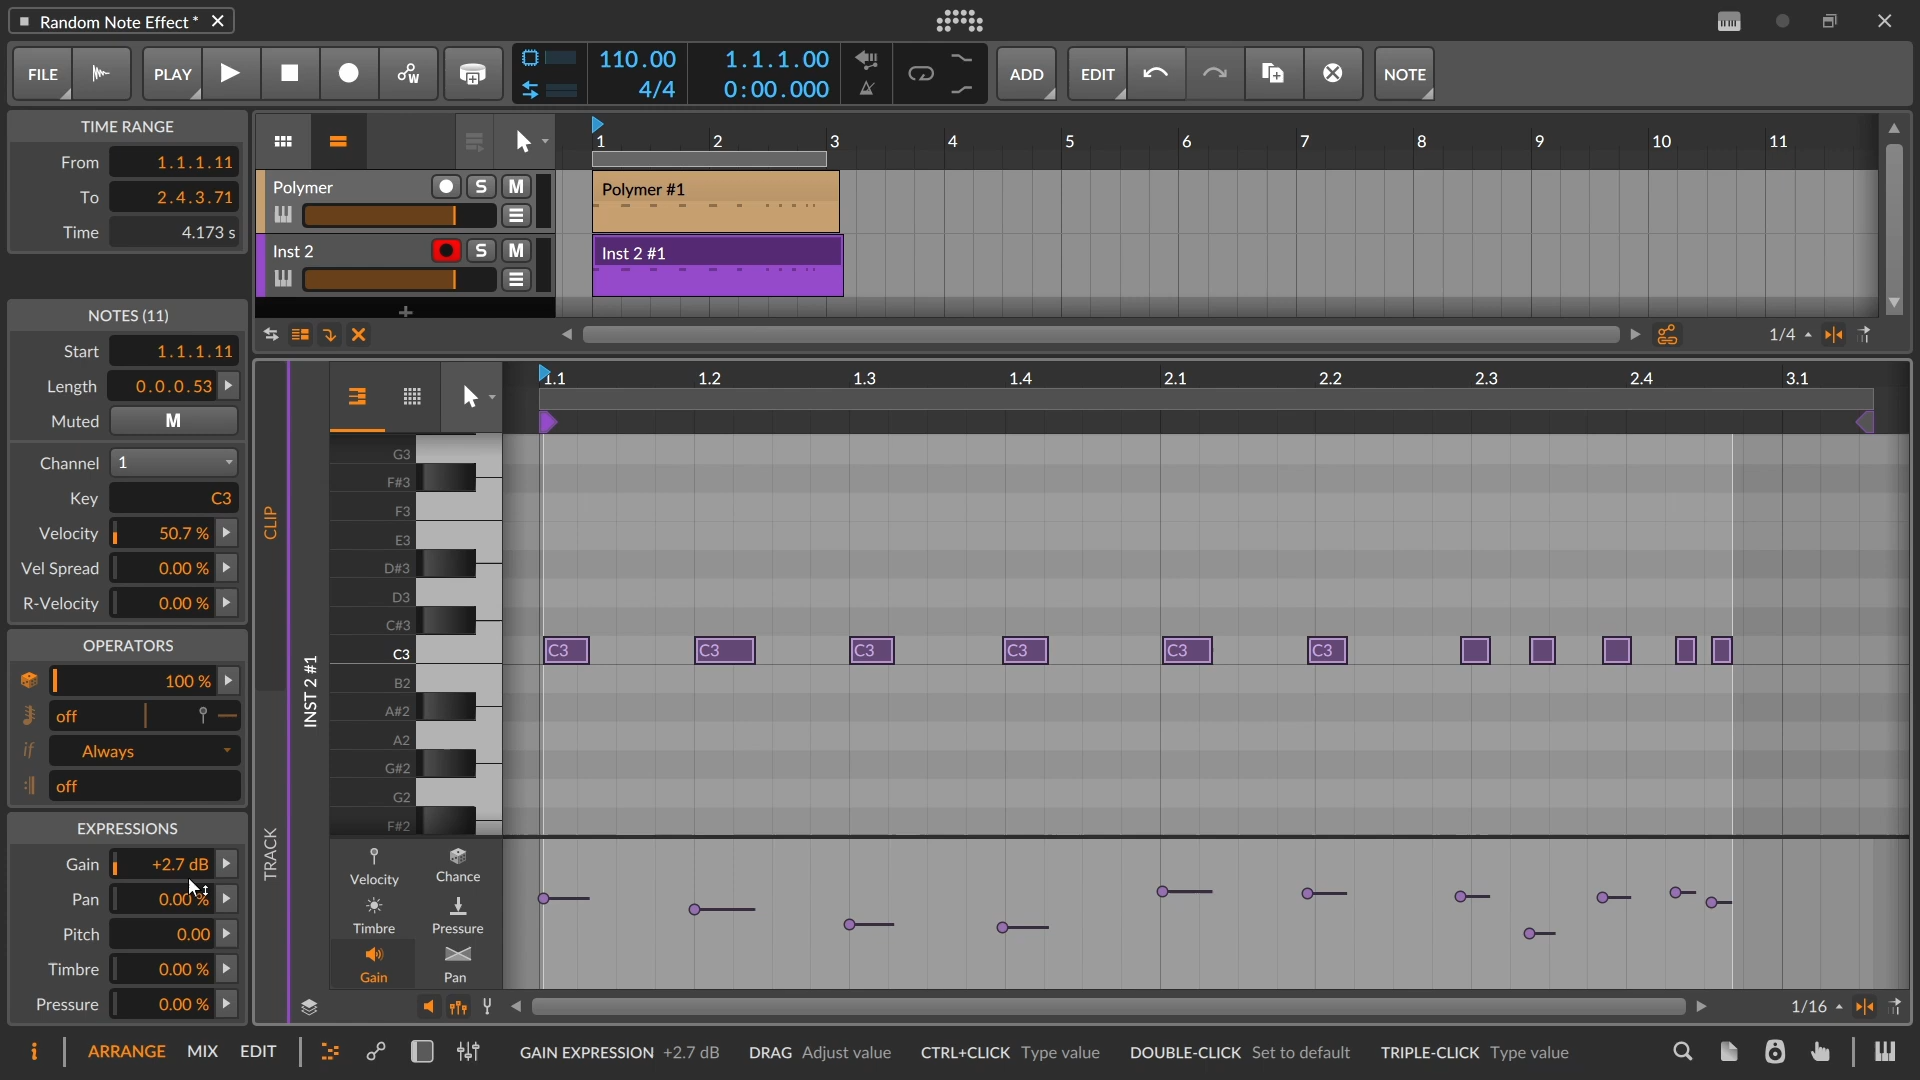 Random Note Effect *
FILE PLAY 110.00 4/4 1.1.1.00 0:00.000 ADD EDIT NOTE
TIME RANGE
From 1.1.1.11
To 2.4.3.71
Time 4.173 s
NOTES (11)
Start 1.1.1.11
Length 0.0.0.53
Muted M
Channel 1
Key C3
Velocity 50.7 %
Vel Spread 0.00 %
R-Velocity 0.00 %
OPERATORS
100 %
off
if Always
off
EXPRESSIONS
Gain +2.7 dB
Pan 0.00 %
Pitch 0.00
Timbre 0.00 %
Pressure 0.00 %
1 2 3 4 5 6 7 8 9 10 11
Polymer S M
Polymer #1
Inst 2 S M
Inst 2 #1
+
1/4
CLIP
TRACK
INST 2 #1
1.1 1.2 1.3 1.4 2.1 2.2 2.3 2.4 3.1
G3
F#3
F3
E3
D#3
D3
C#3
C3 C3 C3 C3 C3 C3 C3
B2
A#2
A2
G#2
G2
F#2
Velocity Chance
Timbre Pressure
Gain Pan
1/16
i ARRANGE MIX EDIT GAIN EXPRESSION +2.7 dB DRAG Adjust value CTRL+CLICK Type value DOUBLE-CLICK Set to default TRIPLE-CLICK Type value